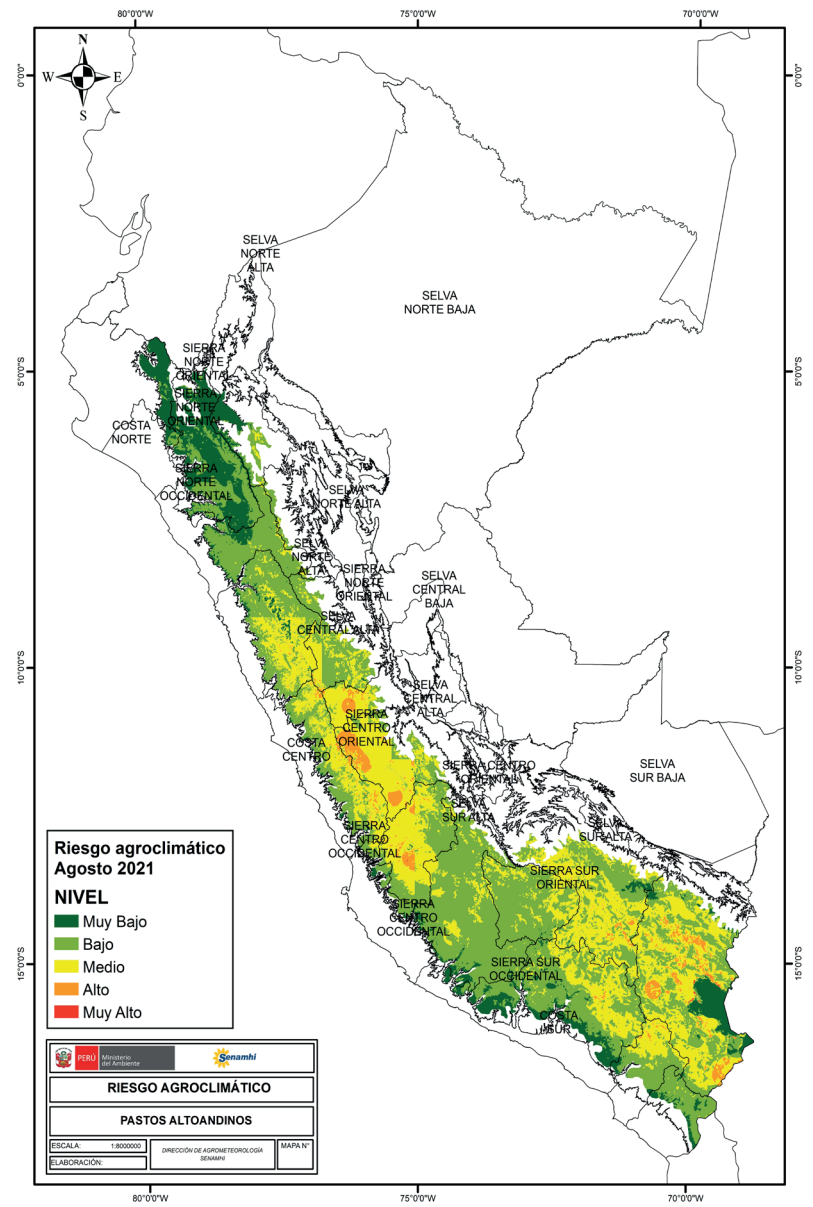 80°0'0"W
75°0'0"W
70°0'0"W
N
W
E
S
0°0'0"
0°0'0"
SELVA
NORTE
ALTA
SELVA
NORTE BAJA
5°0'0"S
5°0'0"S
SIERRA
NORTE
ORIENTAL
SIERRA
NORTE
ORIENTAL
COSTA
NORTE
SIERRA
NORTE
OCCIDENTAL
SELVA
NORTE ALTA
SELVA
NORTE
ALTA
SIERRA
NORTE
ORIENTAL
SELVA
CENTRAL
BAJA
SELVA
CENTRAL ALTA
10°0'0"S
10°0'0"S
SELVA
CENTRAL
ALTA
SIERRA
CENTRO
ORIENTAL
COSTA
CENTRO
SIERRA CENTRO
ORIENTAL
SELVA
SUR BAJA
SELVA
SUR ALTA
SELVA
SUR ALTA
SIERRA
CENTRO
OCCIDENTAL
SIERRA SUR
ORIENTAL
SIERRA
CENTRO
OCCIDENTAL
SIERRA SUR
OCCIDENTAL
COSTA
SUR
15°0'0"S
15°0'0"S
Riesgo agroclimático
Agosto 2021
NIVEL
Muy Bajo
Bajo
Medio
Alto
Muy Alto
PERÚ
Ministerio
del Ambiente
Senamhi
RIESGO AGROCLIMÁTICO
PASTOS ALTOANDINOS
ESCALA: 1:8000000
ELABORACIÓN:
DIRECCIÓN DE AGROMETEOROLOGÍA
SENAMHI
MAPA N°
80°0'0"W
75°0'0"W
70°0'0"W